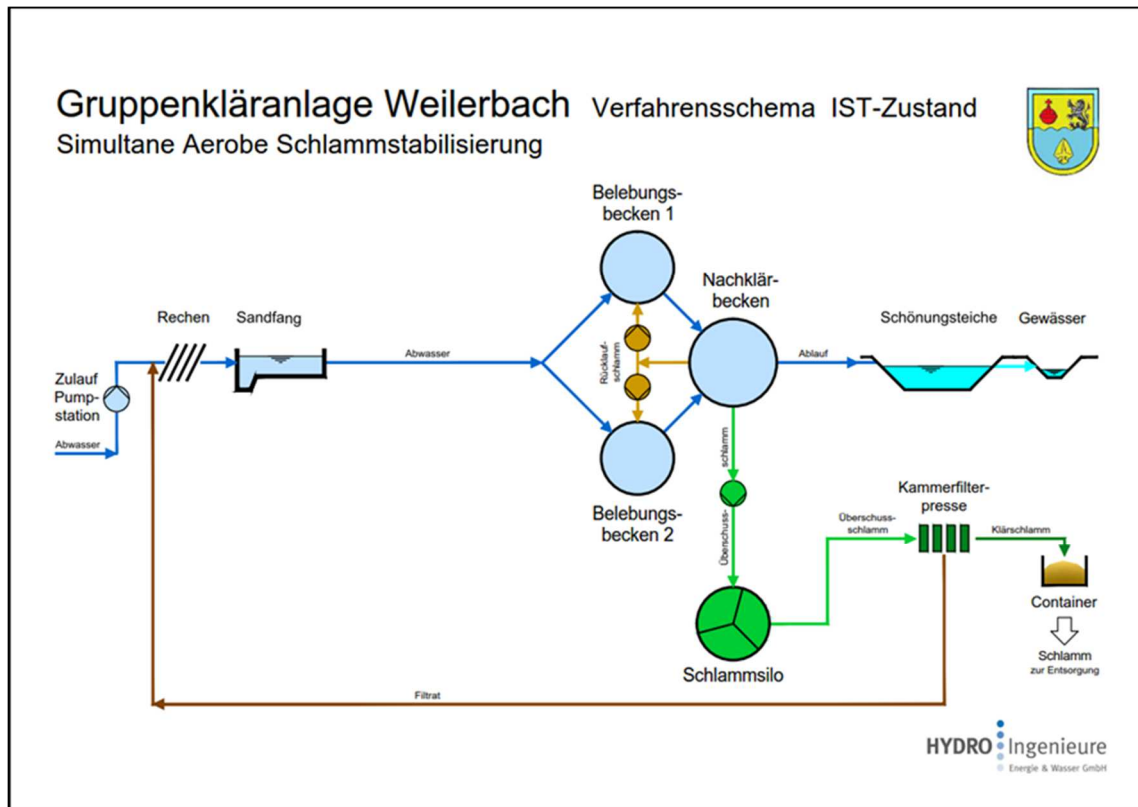 Gruppenkläranlage Weilerbach Verfahrensschema IST-Zustand
Simultane Aerobe Schlammstabilisierung
Belebungs-
becken 1
Nachklär-
becken
Rechen
Sandfang
Schönungsteiche
Gewässer
Abwasser
Ablauf
Rücklauf-
schlamm
Zulauf
Pump-
station
Abwasser
Belebungs-
becken 2
schlamm
Überschuss-
Kammerfilter-
presse
Überschuss-
schlamm
Klärschlamm
Container
Schlamm
zur Entsorgung
Schlammsilo
Filtrat
HYDRO Ingenieure
Energie & Wasser GmbH